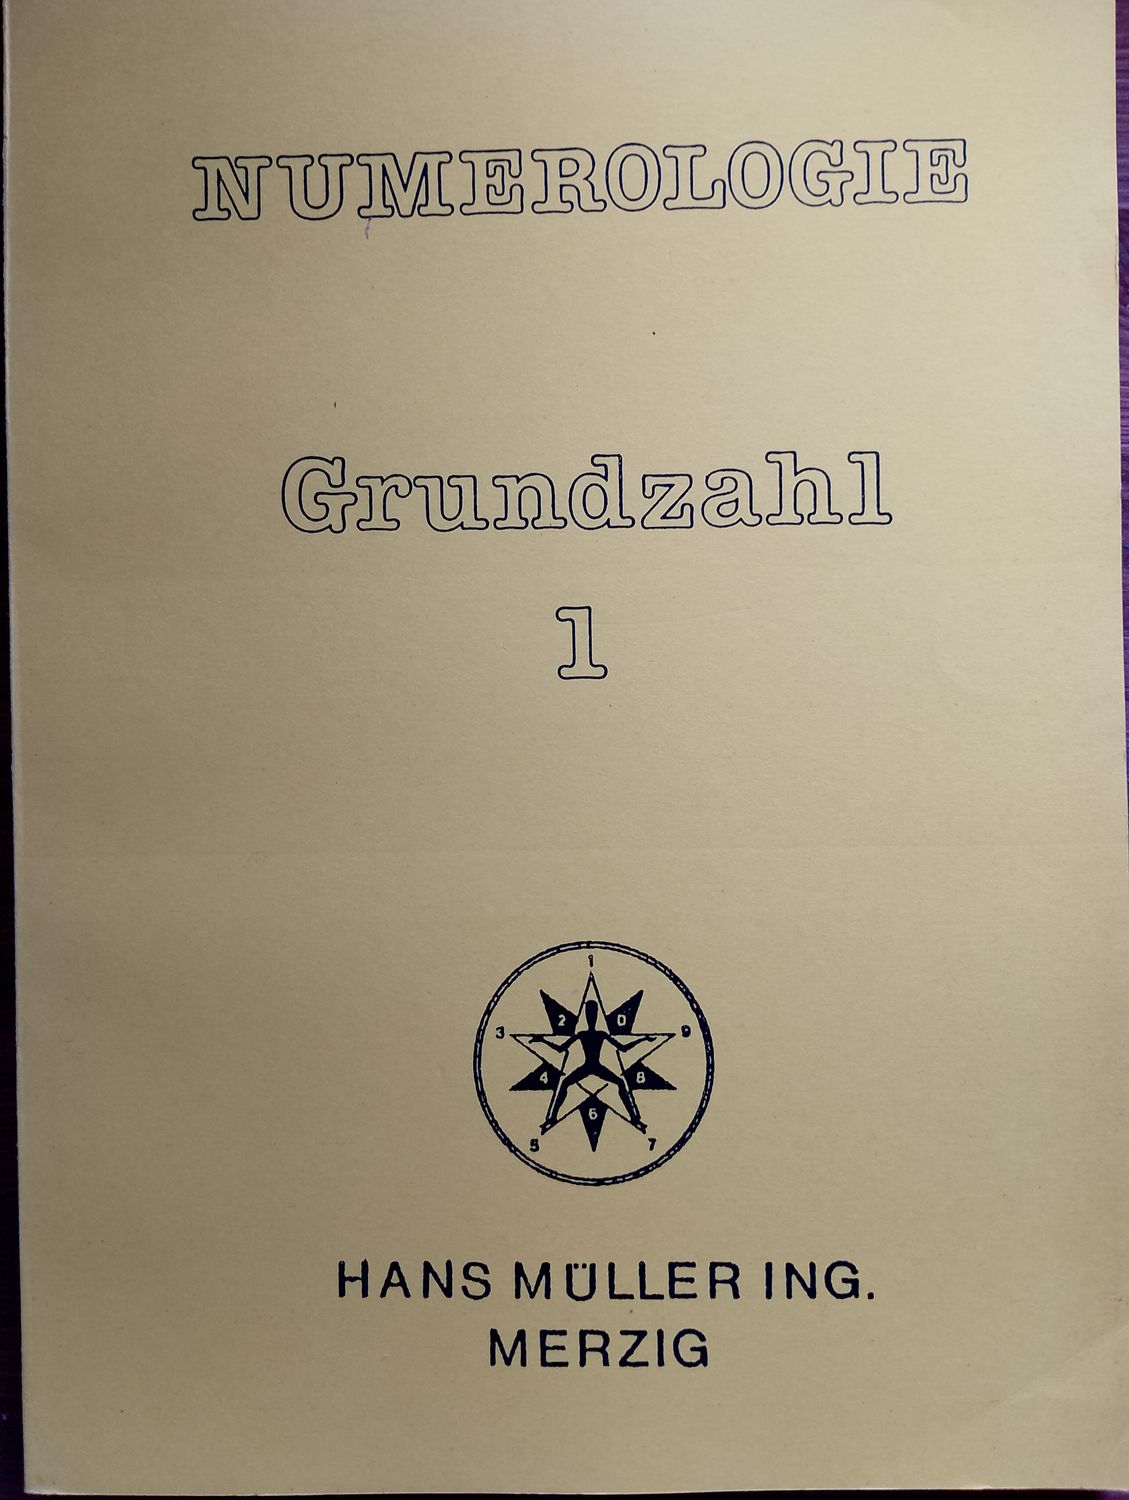 NUMEROLOGIE
Grundzahl
1
1
2 0
3 9
4 8
6
5 7
HANS MÜLLER ING.
MERZIG